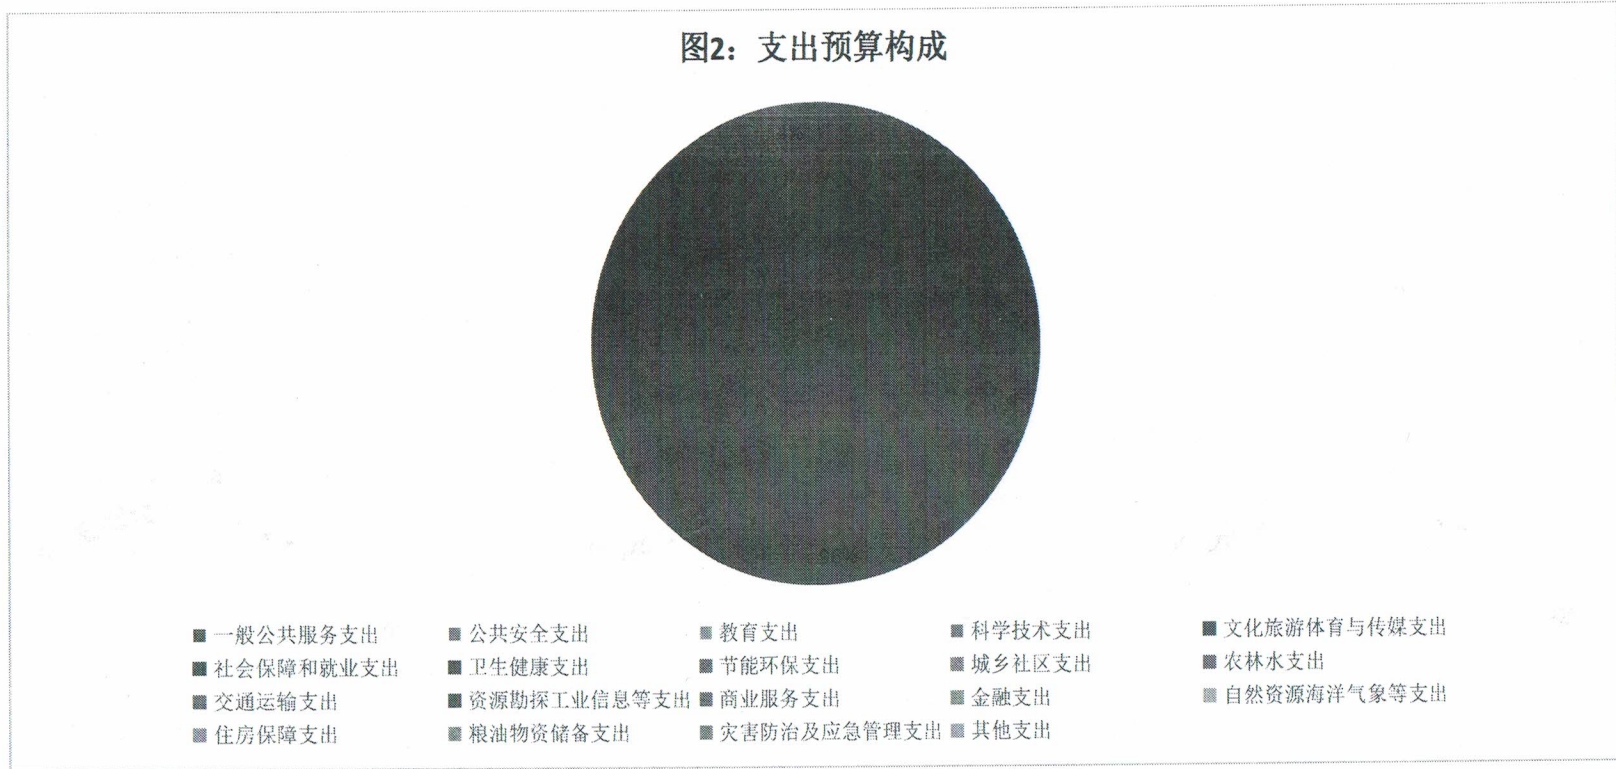 图2：支出预算构成
4%
96%
一般公共服务支出 公共安全支出 教育支出 科学技术支出 文化旅游体育与传媒支出
社会保障和就业支出 卫生健康支出 节能环保支出 城乡社区支出 农林水支出
交通运输支出 资源勘探工业信息等支出 商业服务支出 金融支出 自然资源海洋气象等支出
住房保障支出 粮油物资储备支出 灾害防治及应急管理支出 其他支出